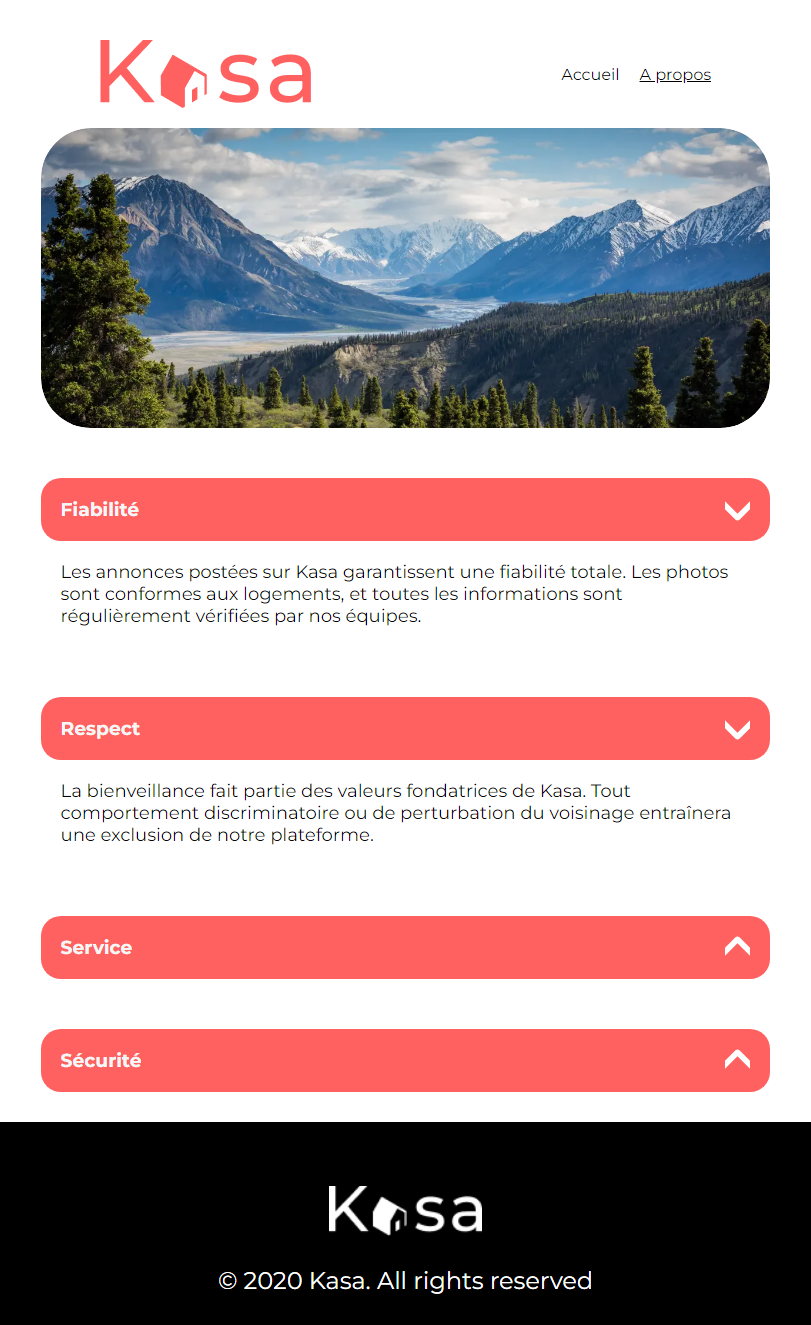 Kasa
Accueil A propos
Fiabilité
Les annonces postées sur Kasa garantissent une fiabilité totale. Les photos
sont conformes aux logements, et toutes les informations sont
régulièrement vérifiées par nos équipes.
Respect
La bienveillance fait partie des valeurs fondatrices de Kasa. Tout
comportement discriminatoire ou de perturbation du voisinage entraînera
une exclusion de notre plateforme.
Service
Sécurité
Kasa
© 2020 Kasa. All rights reserved